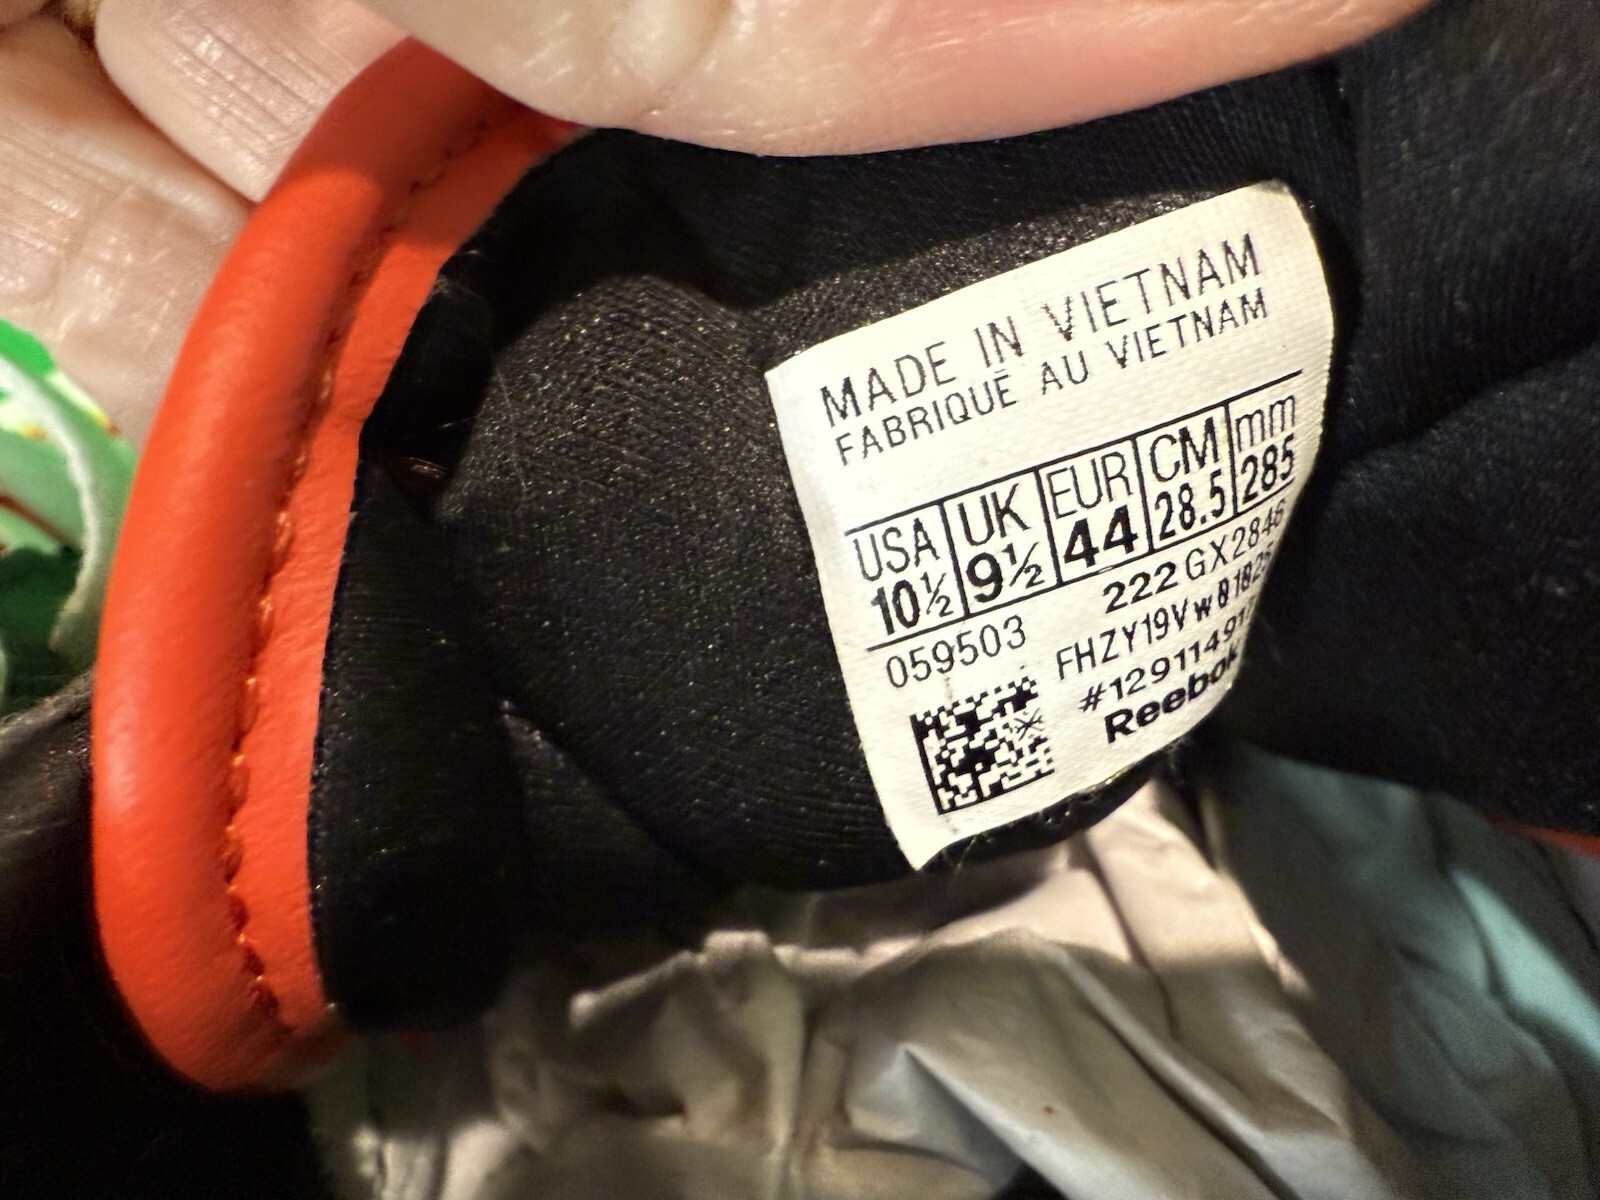 MADE IN VIETNAM
FABRIQUÉ AU VIETNAM
USA UK EUR CM mm
10½ 9½ 44 28.5 285
059503 222 GX2846
FHZY19V W
Reebok